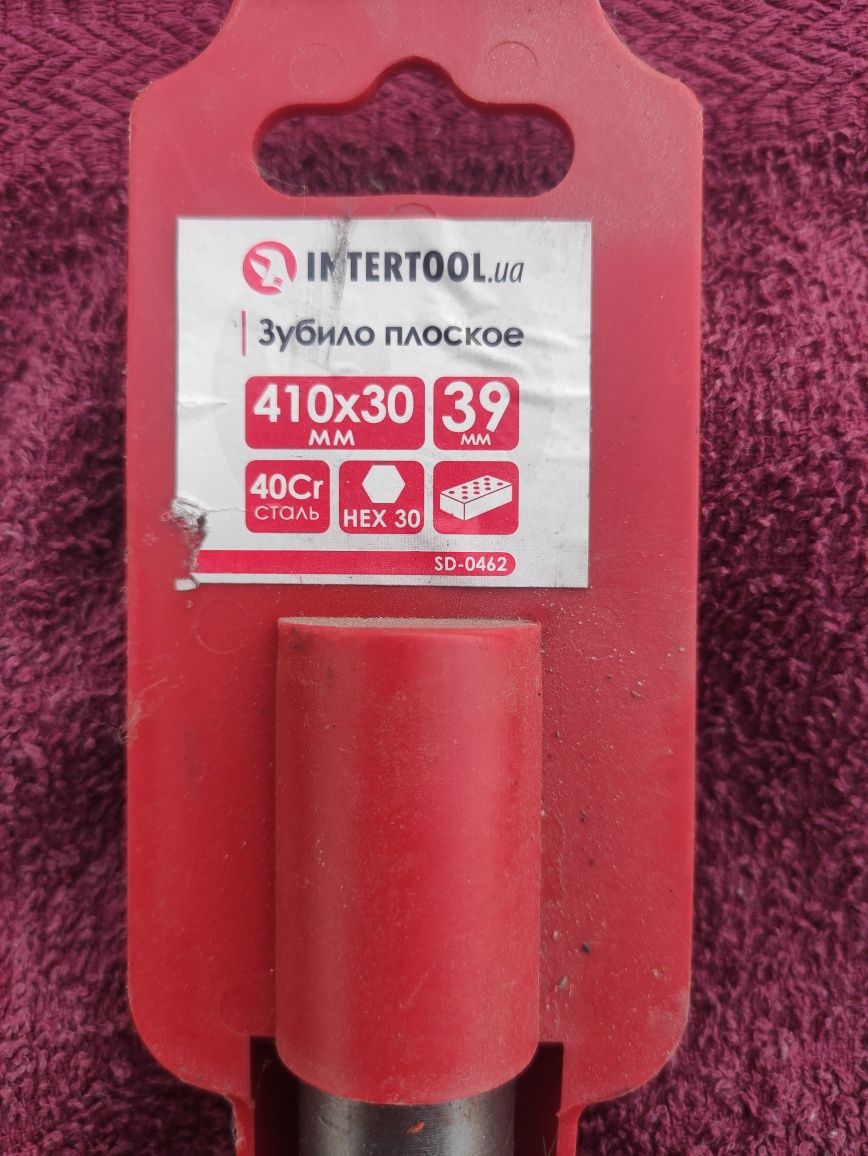 INTERTOOL.ua
Зубило плоское
410x30
мм
39
мм
40Cr
сталь
HEX 30
SD-0462